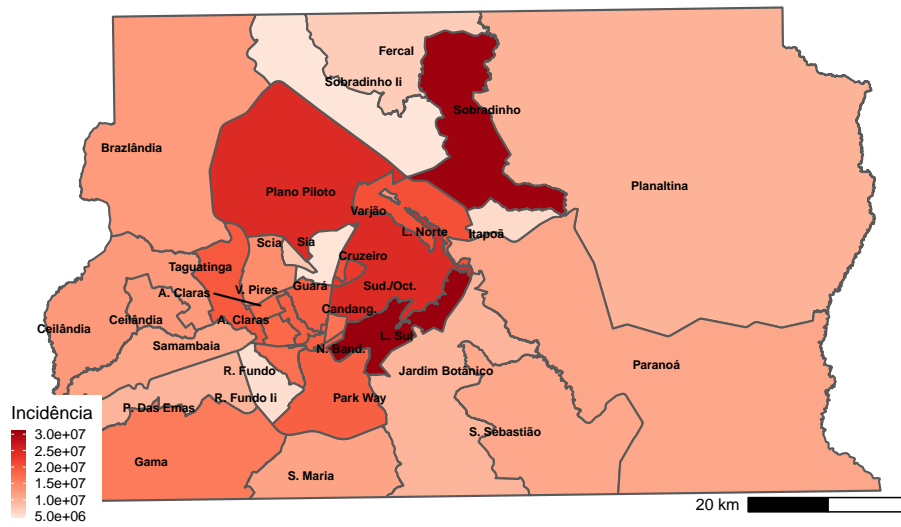 Fercal
Sobradinho Ii
Sobradinho
Brazlândia
Planaltina
Plano Piloto
Varjão
L. Norte
Itapoã
Scia
Sia
Cruzeiro
Taguatinga
V. Pires
Guará
Sud./Oct.
A. Claras
Candang.
Ceilândia
Ceilândia
A. Claras
L. Sul
Samambaia
N. Band.
R. Fundo
Jardim Botânico
Paranoá
R. Fundo Ii
Park Way
P. Das Emas
S. Sebastião
Gama
S. Maria
Incidência
3.0e+07
2.5e+07
2.0e+07
1.5e+07
1.0e+07
5.0e+06
20 km